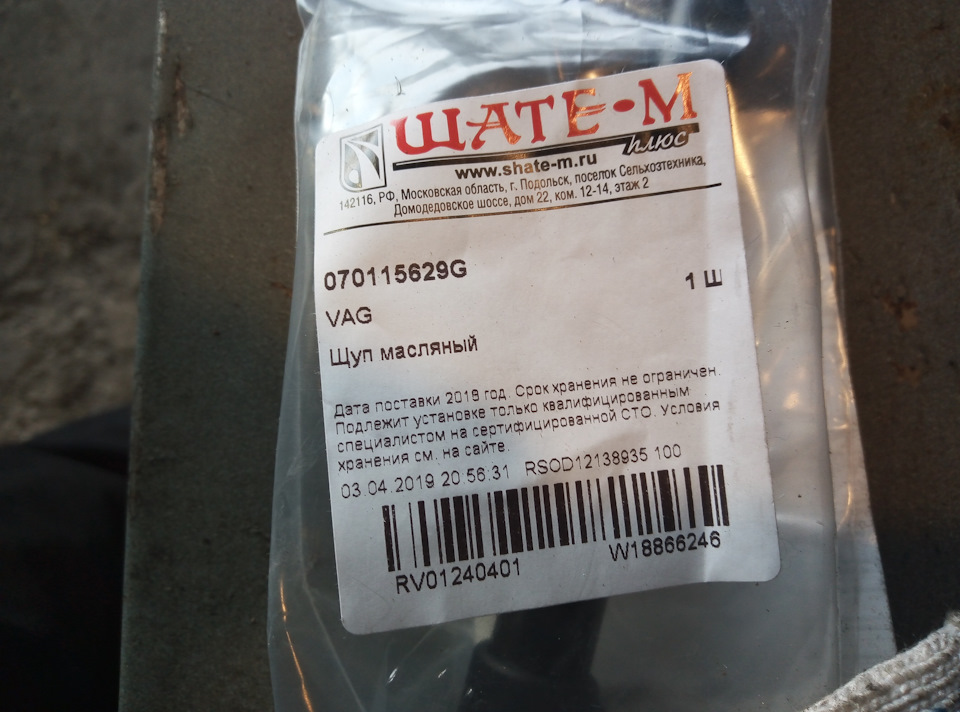 ШАТЕ-М
плюс
www.shate-m.ru
142116, РФ, Московская область, г. Подольск, поселок Сельхозтехника,
Домодедовское шоссе, дом 22, ком. 12-14, этаж 2
070115629G
1 Ш
VAG
Щуп масляный
Дата поставки 2019 год. Срок хранения не ограничен.
Подлежит установке только квалифицированным
специалистом на сертифицированной СТО. Условия
хранения см. на сайте.
03.04.2019 20:56:31 RSOD12138935 100
RV01240401 W18866246